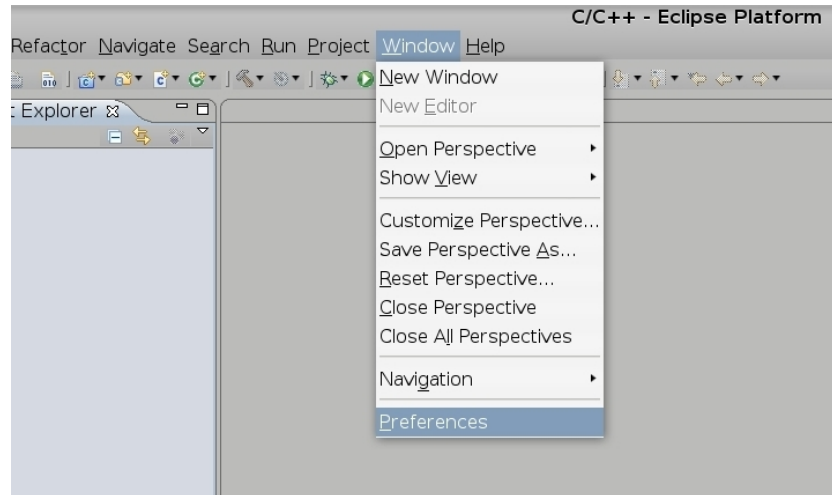 C/C++ - Eclipse Platform
Refactor Navigate Search Run Project Window Help
Explorer
New Window
New Editor
Open Perspective
Show View
Customize Perspective...
Save Perspective As...
Reset Perspective...
Close Perspective
Close All Perspectives
Navigation
Preferences